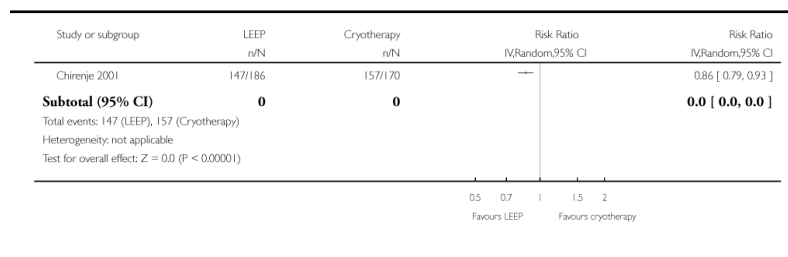 Study or subgroup LEEP Cryotherapy Risk Ratio Risk Ratio
n/N n/N IV,Random,95% CI IV,Random,95% CI
Chirenje 2001 147/186 157/170 0.86 [ 0.79, 0.93 ]
Subtotal (95% CI) 0 0 0.0 [ 0.0, 0.0 ]
Total events: 147 (LEEP), 157 (Cryotherapy)
Heterogeneity: not applicable
Test for overall effect: Z = 0.0 (P < 0.00001)
0.5 0.7 1 1.5 2
Favours LEEP Favours cryotherapy